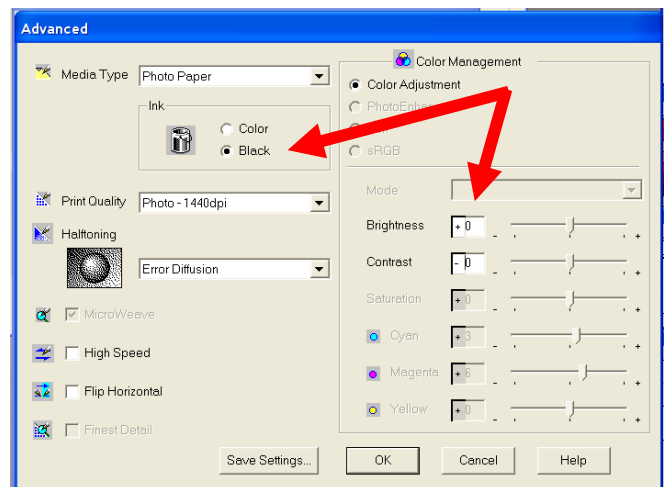 Advanced
Media Type
Photo Paper
Ink
Color
Black
Print Quality
Photo - 1440dpi
Halftoning
Error Diffusion
MicroWeave
High Speed
Flip Horizontal
Finest Detail
Save Settings...
Color Management
Color Adjustment
sRGB
Mode
Brightness + 0 - +
Contrast - 0 - +
Saturation + 0 - +
Cyan + 3 - +
Magenta + 6 - +
Yellow + 0 - +
OK
Cancel
Help